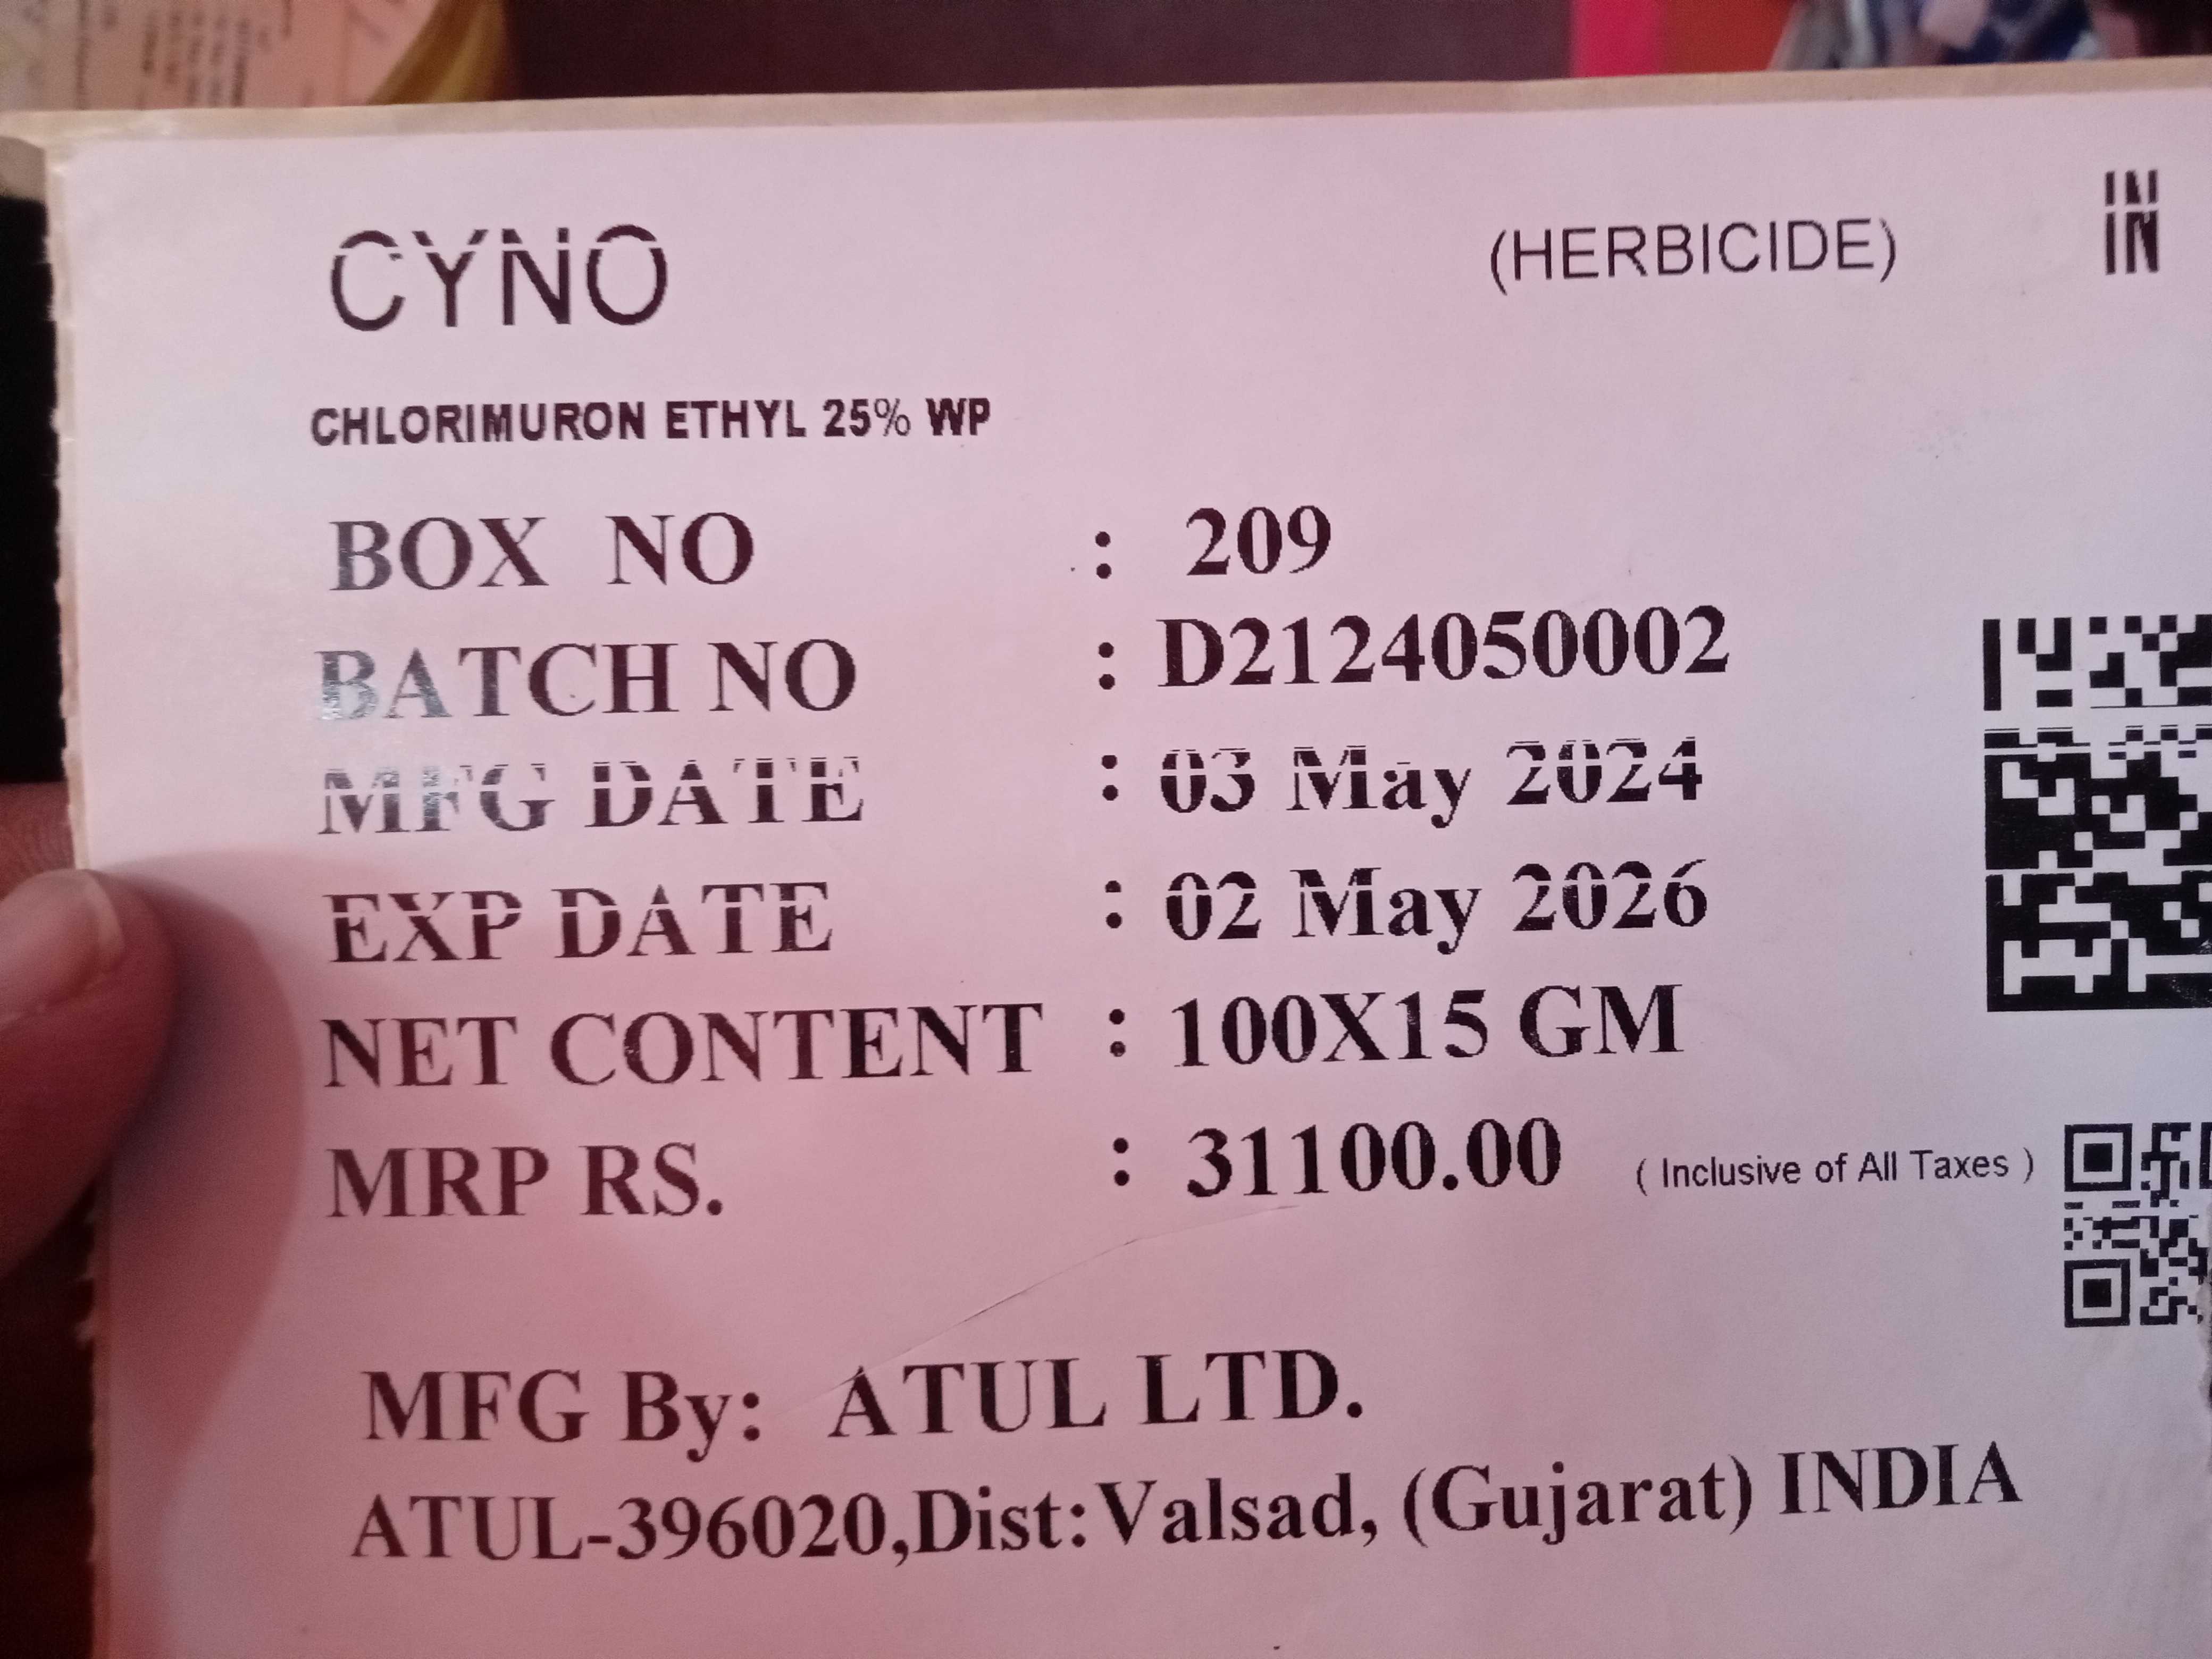 CYNO (HERBICIDE) IN
CHLORIMURON ETHYL 25% WP
BOX NO : 209
BATCH NO : D2124050002
MFG DATE : 03 May 2024
EXP DATE : 02 May 2026
NET CONTENT : 100X15 GM
MRP RS. : 31100.00 ( Inclusive of All Taxes )
MFG By: ATUL LTD.
ATUL-396020,Dist:Valsad, (Gujarat) INDIA